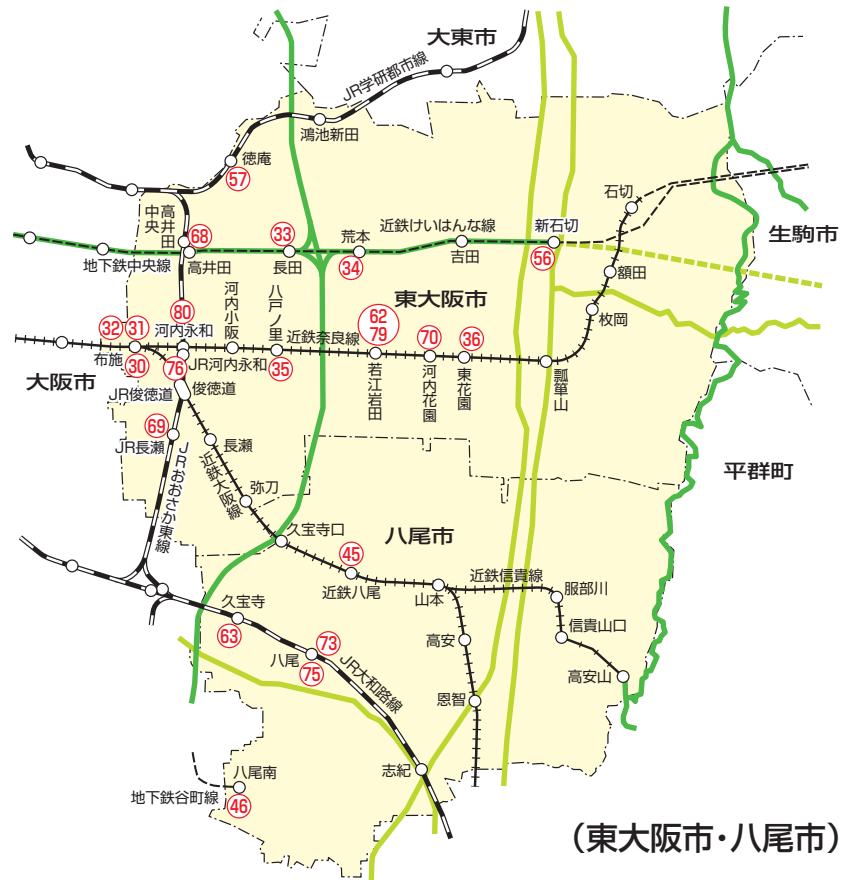 大東市
JR学研都市線
鴻池新田
徳庵
57
石切
高井田
中央
68
33
荒本
近鉄けいはんな線
新石切
生駒市
地下鉄中央線
高井田
長田
34
吉田
56
額田
80
八戸ノ里
62
79
東大阪市
枚岡
32
31
河内永和
河内小阪
近鉄奈良線
70
36
布施
30
76
JR河内永和
35
若江岩田
河内花園
東花園
瓢箪山
大阪市
JR俊徳道
俊徳道
69
JR長瀬
長瀬
近鉄大阪線
平群町
JRおおさか東線
弥刀
久宝寺口
八尾市
45
近鉄八尾
山本
近鉄信貴線
服部川
久宝寺
63
73
八尾
75
JR大和路線
高安
信貴山口
高安山
恩智
志紀
八尾南
地下鉄谷町線
46
(東大阪市・八尾市)